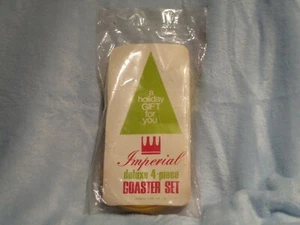 a
holiday
GIFT
for
you
Imperial
deluxe 4-piece
COASTER SET